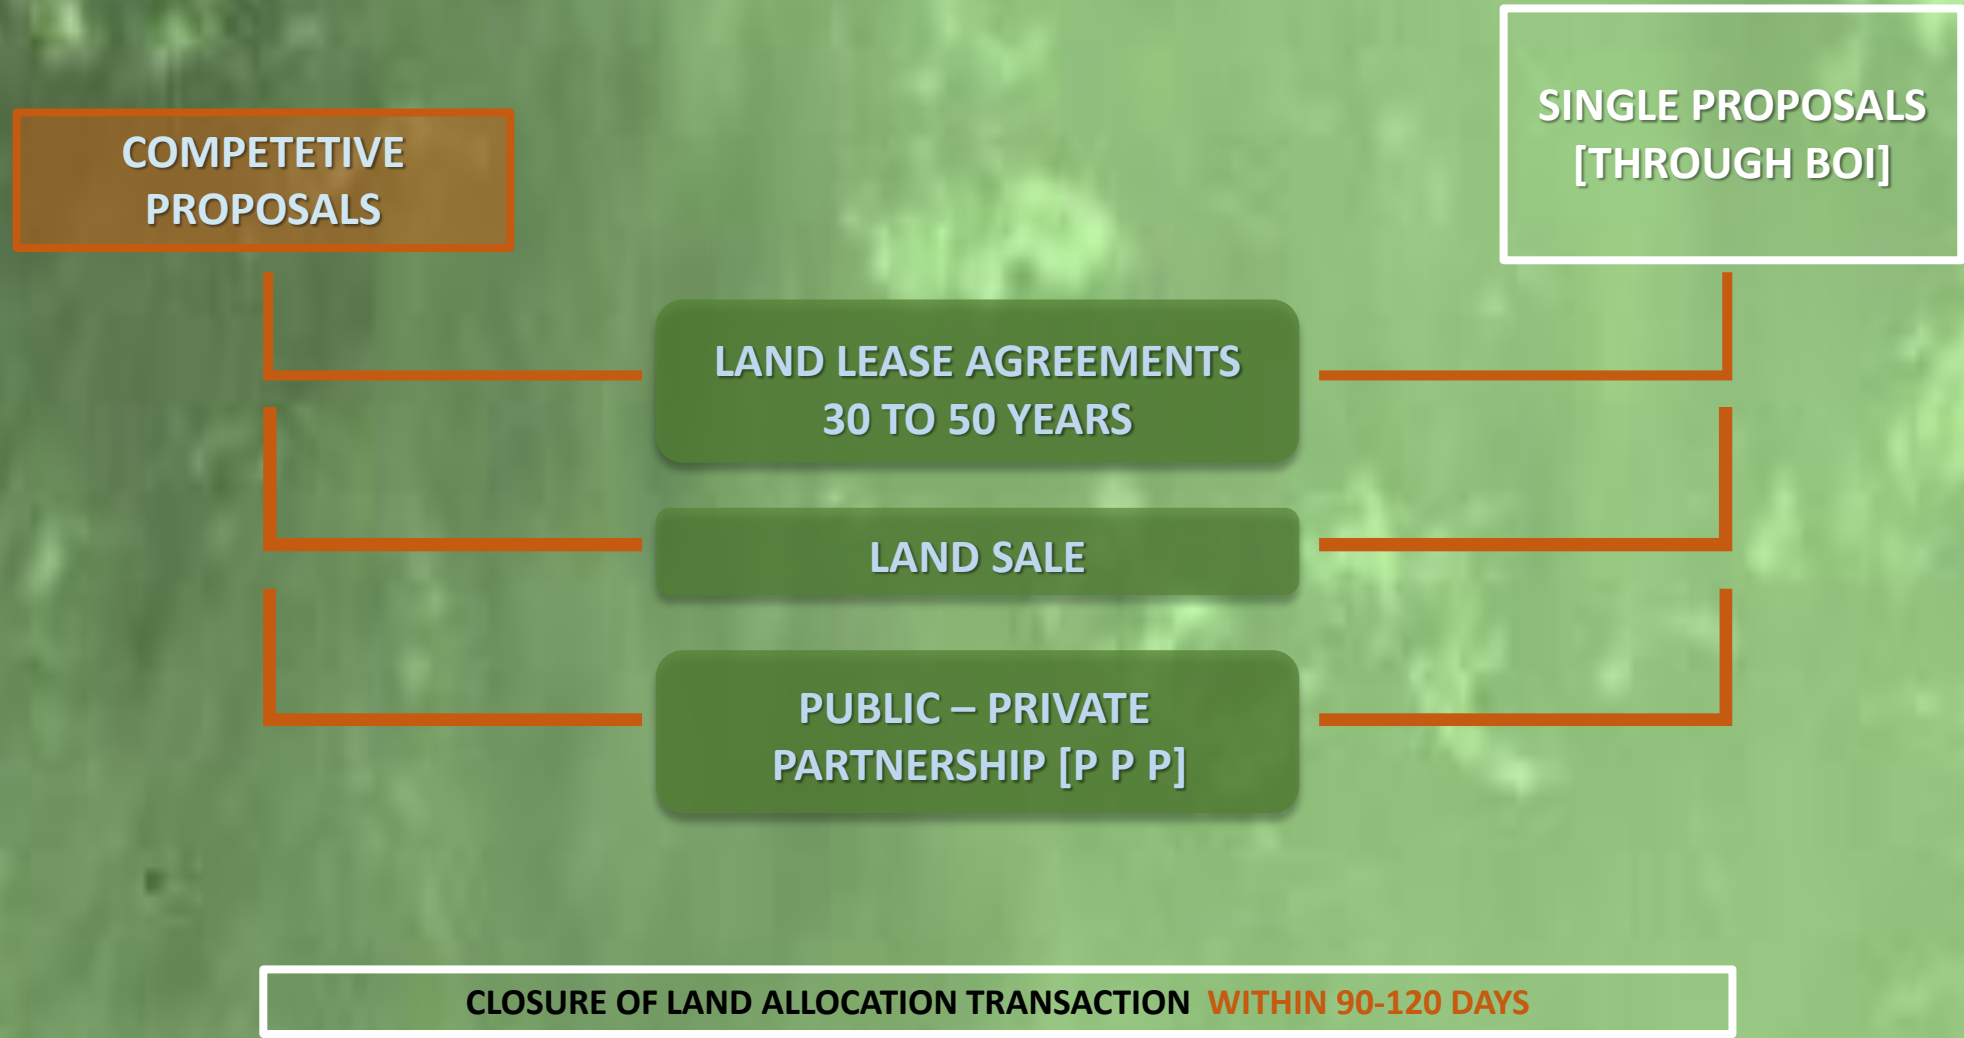 COMPETETIVE
PROPOSALS
SINGLE PROPOSALS
[THROUGH BOI]
LAND LEASE AGREEMENTS
30 TO 50 YEARS
LAND SALE
PUBLIC – PRIVATE
PARTNERSHIP [P P P]
CLOSURE OF LAND ALLOCATION TRANSACTION WITHIN 90-120 DAYS